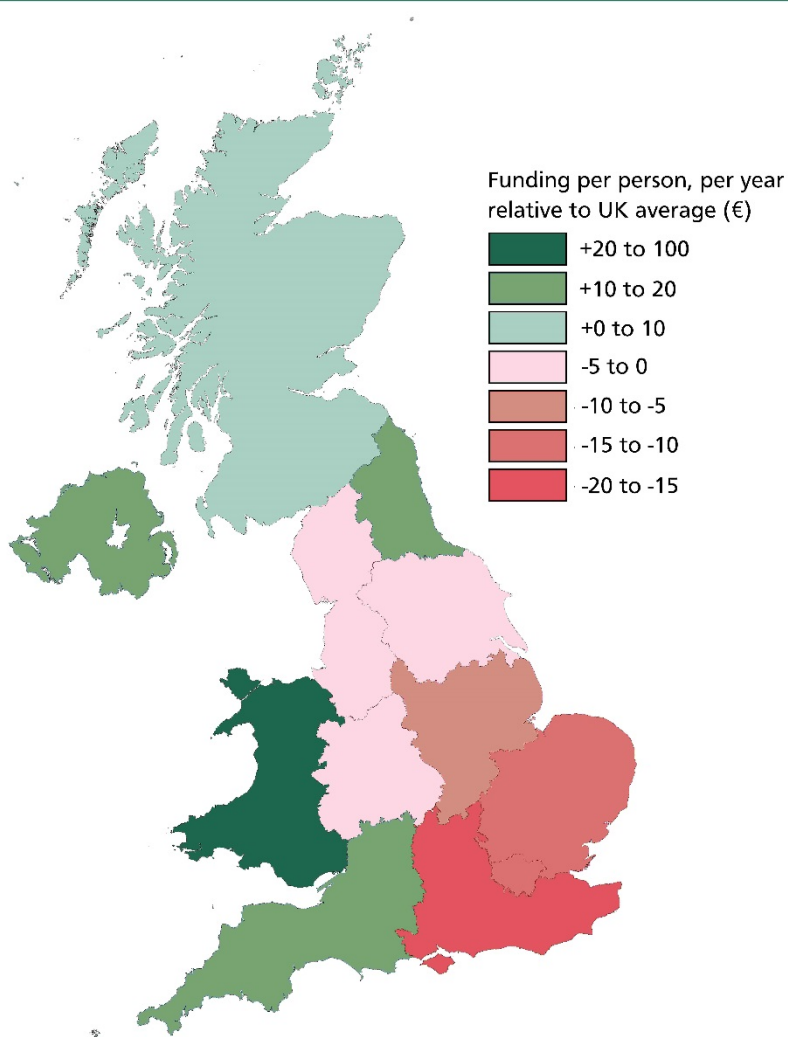 Funding per person, per year
relative to UK average (€)
+20 to 100
+10 to 20
+0 to 10
-5 to 0
-10 to -5
-15 to -10
-20 to -15